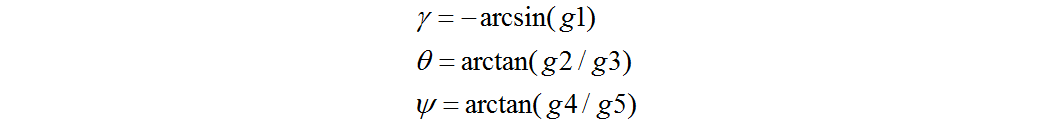 γ = −arcsin( g1)
θ = arctan( g2 / g3)
ψ = arctan( g4 / g5)